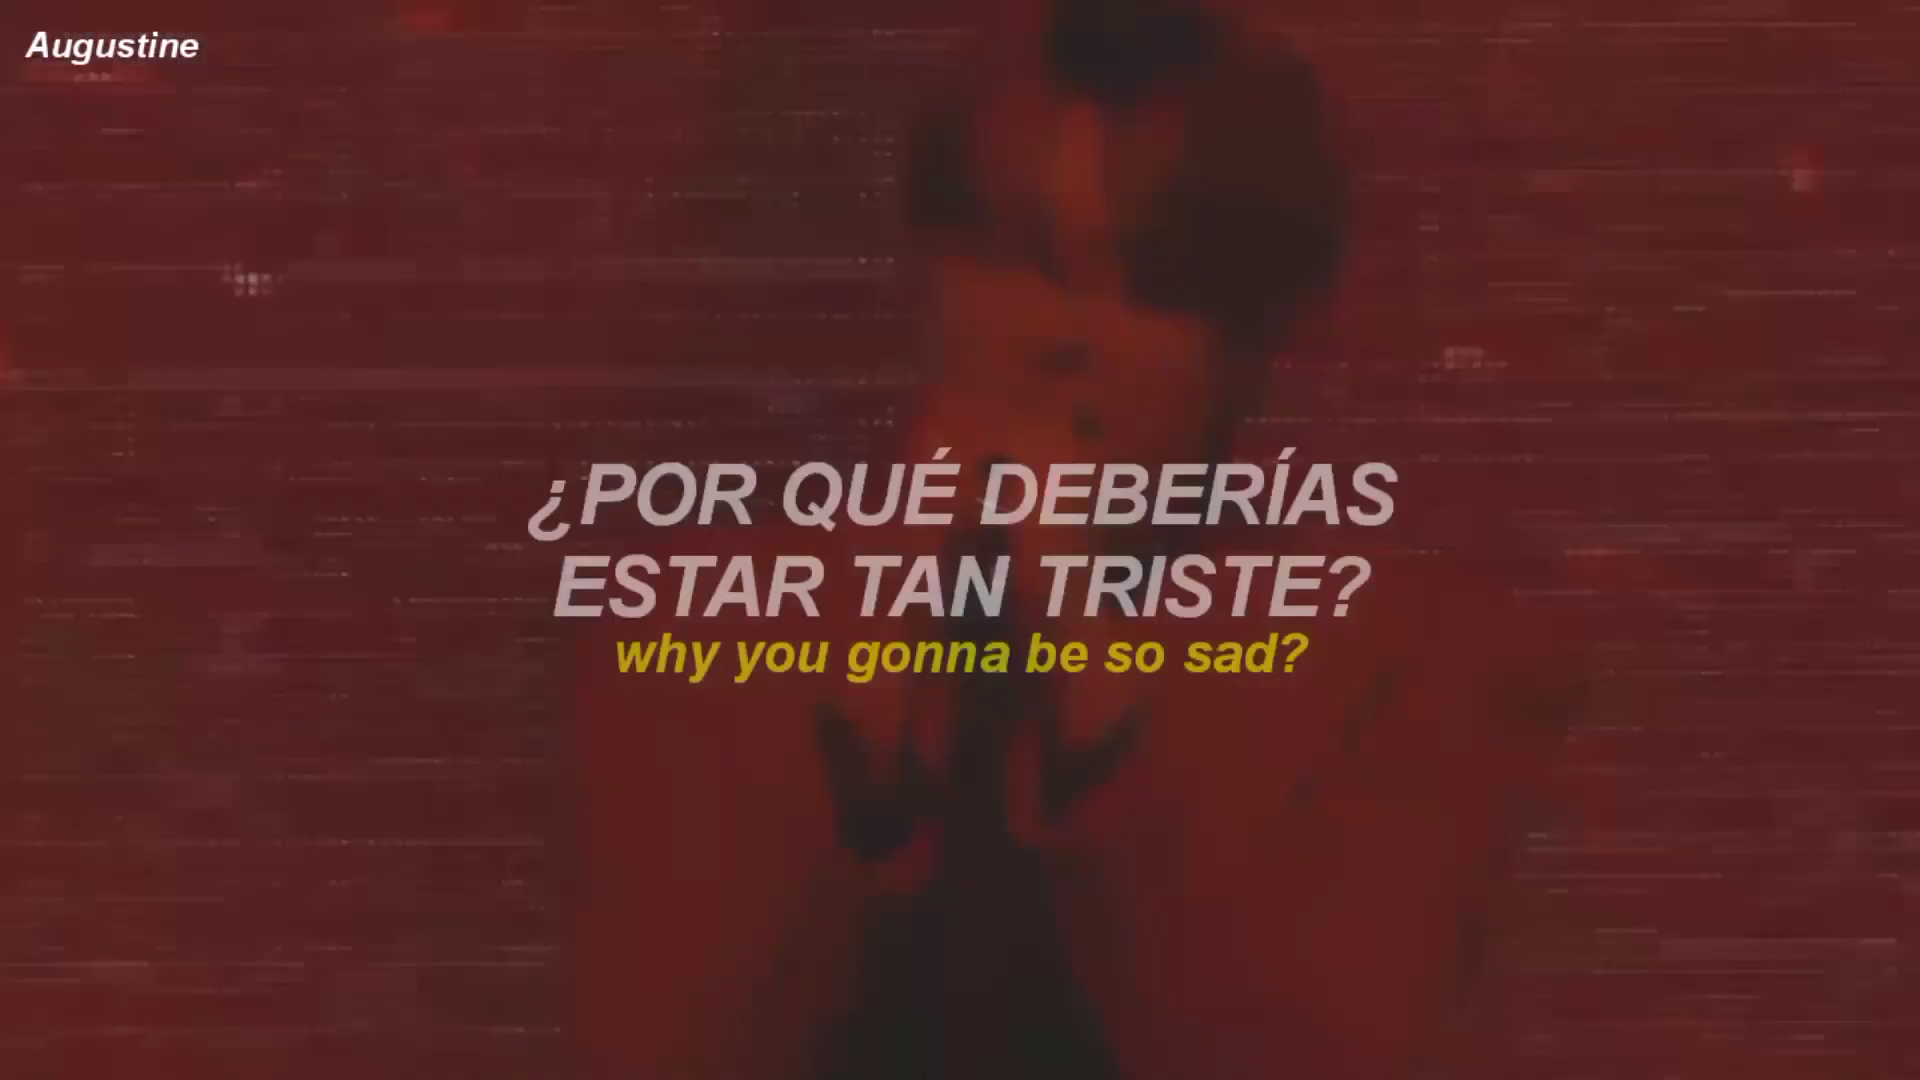 Augustine
¿POR QUÉ DEBERÍAS
ESTAR TAN TRISTE?
why you gonna be so sad?